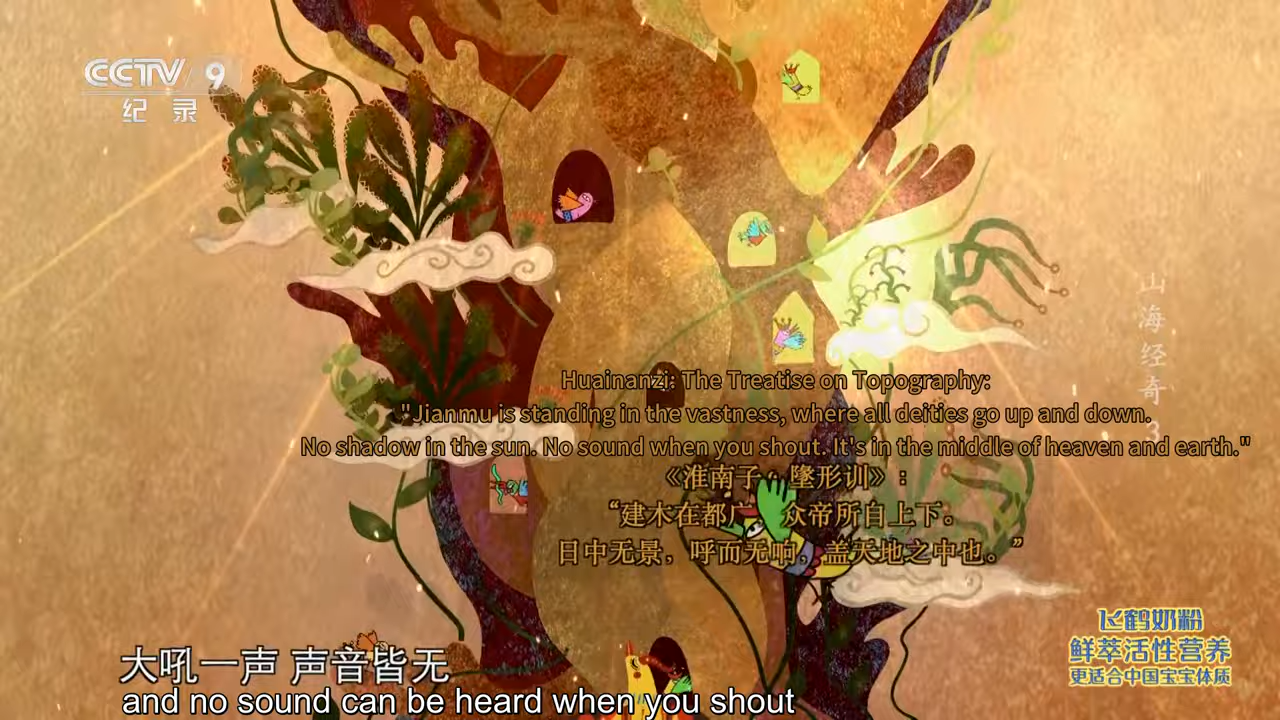 CCTV 9
纪录
山海经奇
3
Huainanzi: The Treatise on Topography:
"Jianmu is standing in the vastness, where all deities go up and down.
No shadow in the sun. No sound when you shout. It's in the middle of heaven and earth."
《淮南子·墬形训》:
“建木在都广，众帝所自上下。
日中无景，呼而无响，盖天地之中也。”
飞鹤奶粉
鲜萃活性营养
更适合中国宝宝体质
大吼一声 声音皆无
and no sound can be heard when you shout